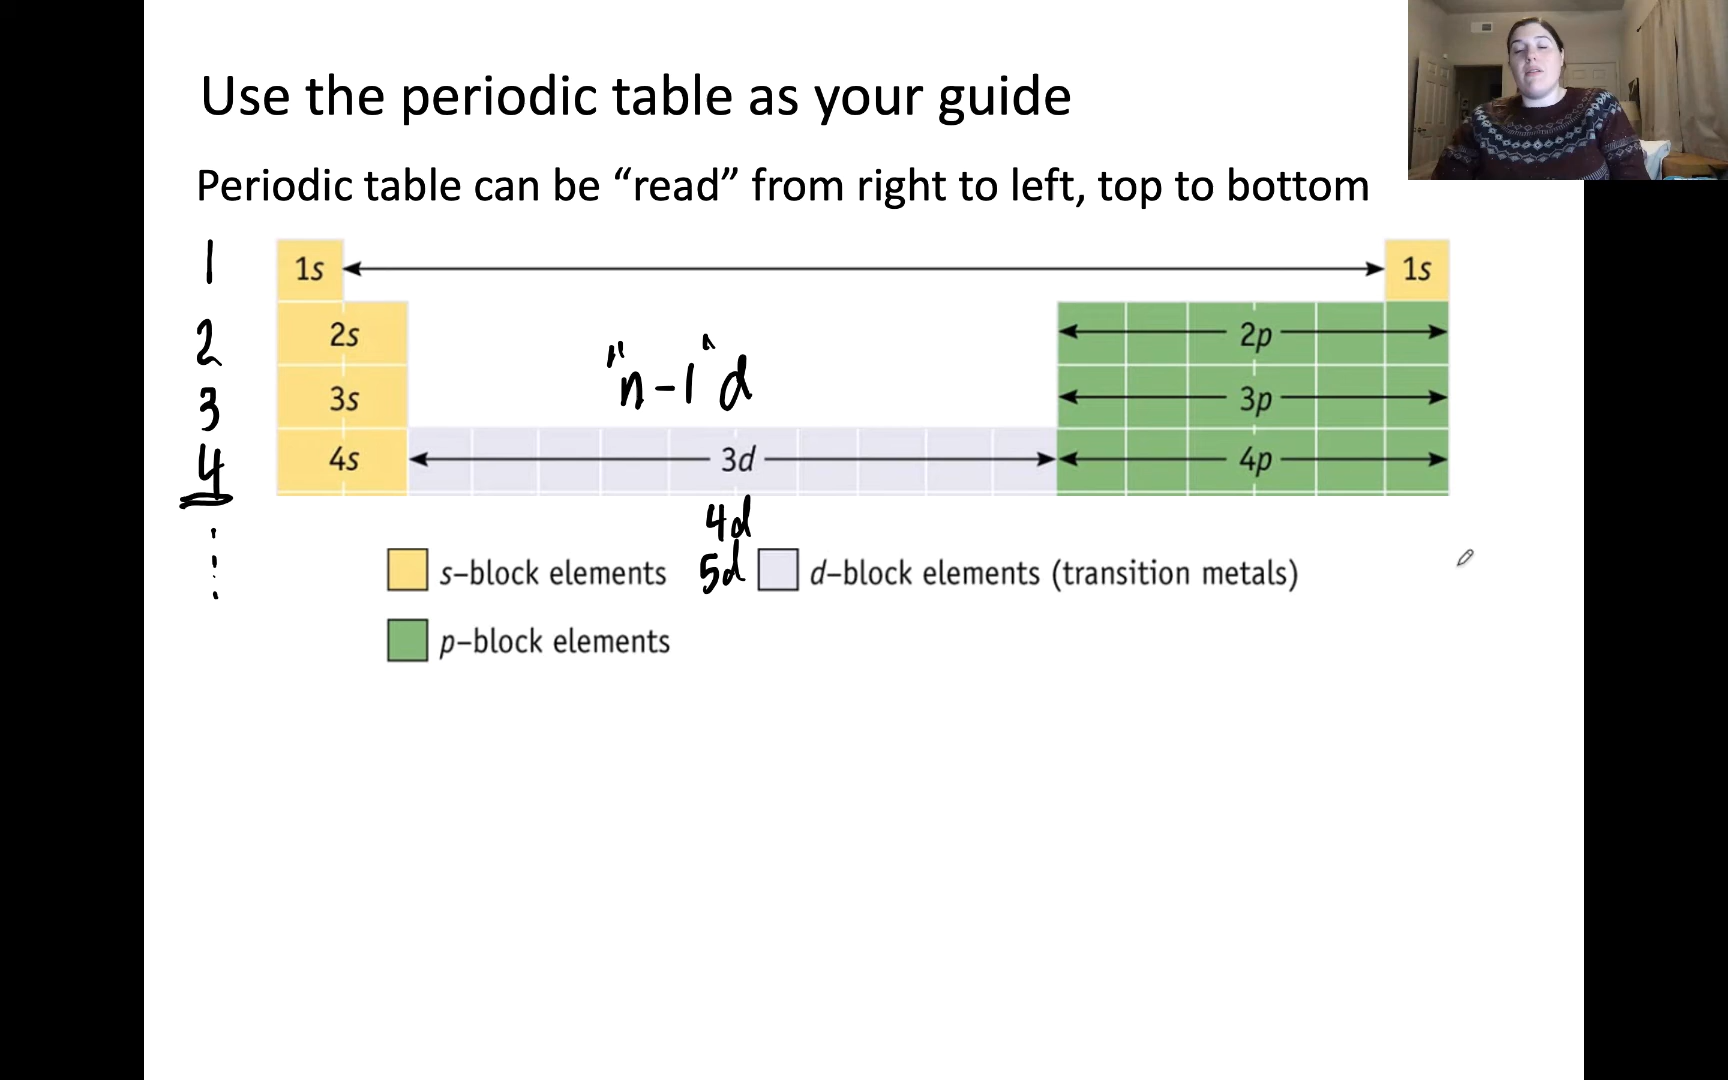 Use the periodic table as your guide
Periodic table can be “read” from right to left, top to bottom
1 1s 1s
2 2s 2p
"n-1" d
3 3s 3p
4 4s 3d 4p
4d
s–block elements 5d d–block elements (transition metals)
p–block elements